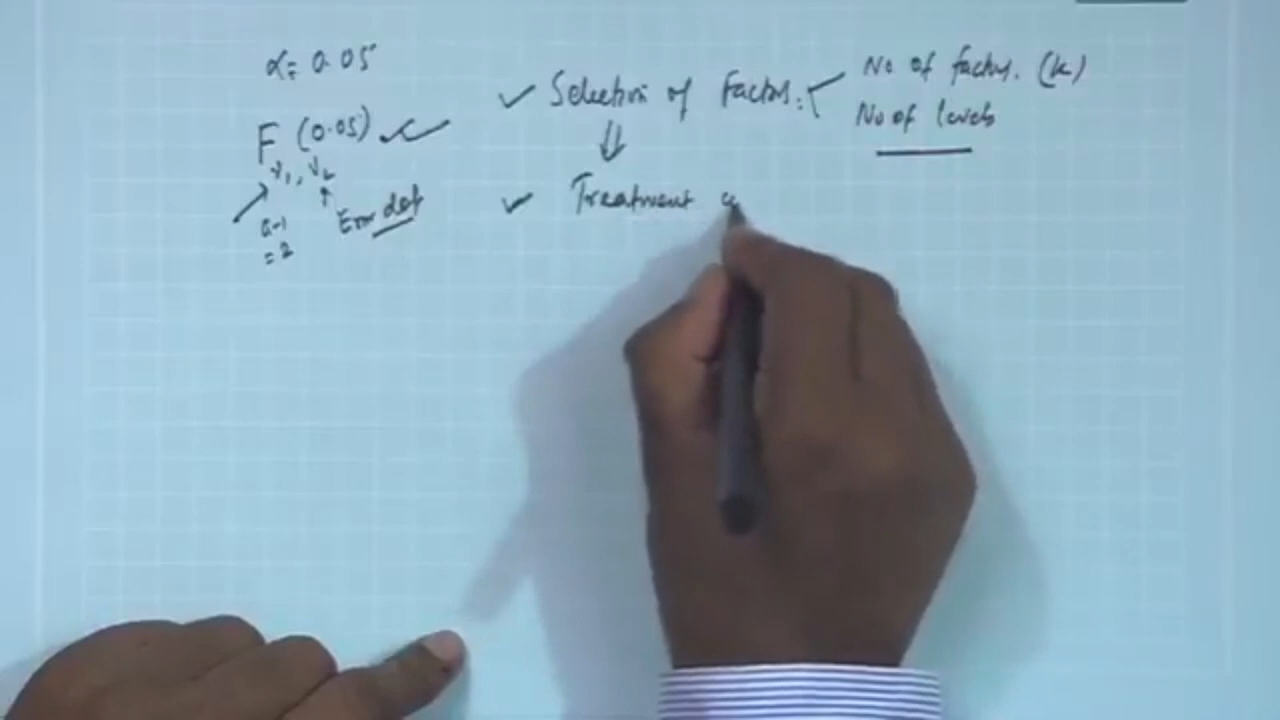 α = 0.05
F (0.05)
ν₁, ν₂
a-1
= 2
Error dof
Selection of Factors:
No of factors. (k)
No of levels
Treatment